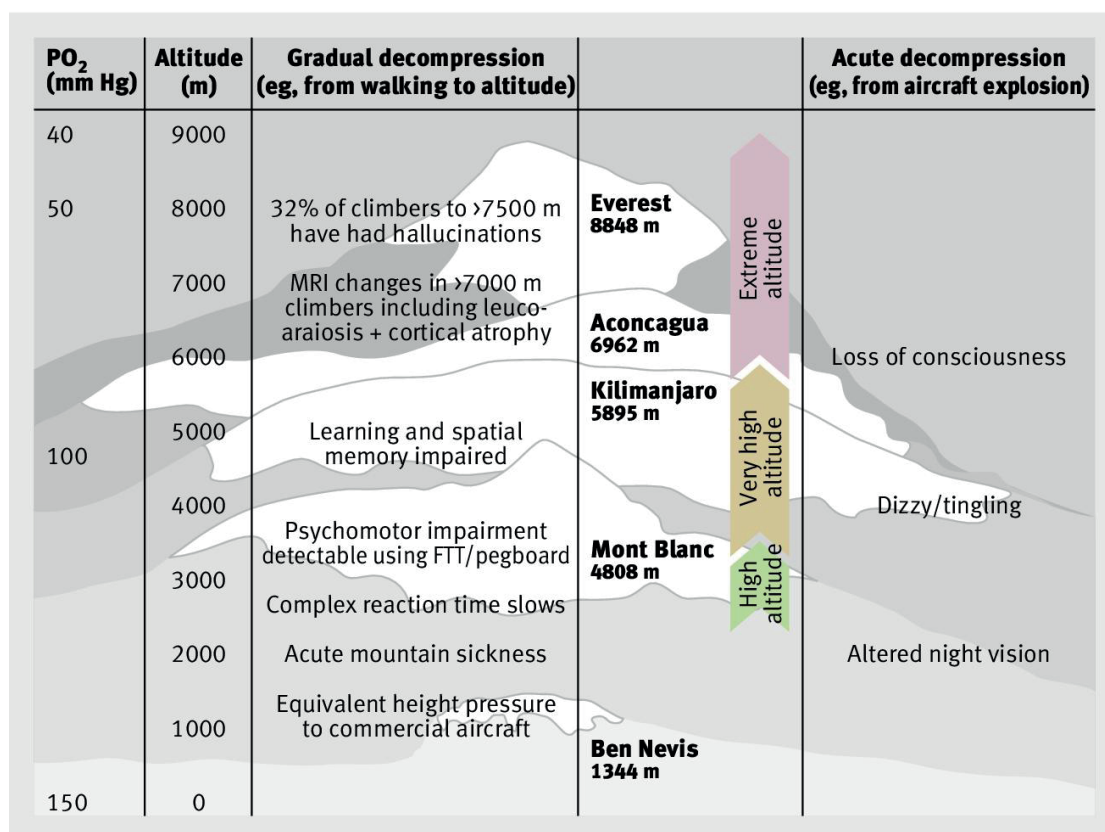 PO2 (mm Hg)
Altitude (m)
Gradual decompression
(eg, from walking to altitude)
Acute decompression
(eg, from aircraft explosion)
40
9000
50
8000
32% of climbers to >7500 m
have had hallucinations
Everest
8848 m
7000
MRI changes in >7000 m
climbers including leuco-
araiosis + cortical atrophy
Extreme
altitude
Aconcagua
6962 m
6000
Loss of consciousness
Kilimanjaro
5895 m
100
5000
Learning and spatial
memory impaired
Very high
altitude
4000
Dizzy/tingling
Psychomotor impairment
detectable using FTT/pegboard
Mont Blanc
4808 m
High
altitude
3000
Complex reaction time slows
2000
Acute mountain sickness
Altered night vision
Equivalent height pressure
to commercial aircraft
1000
Ben Nevis
1344 m
150
0